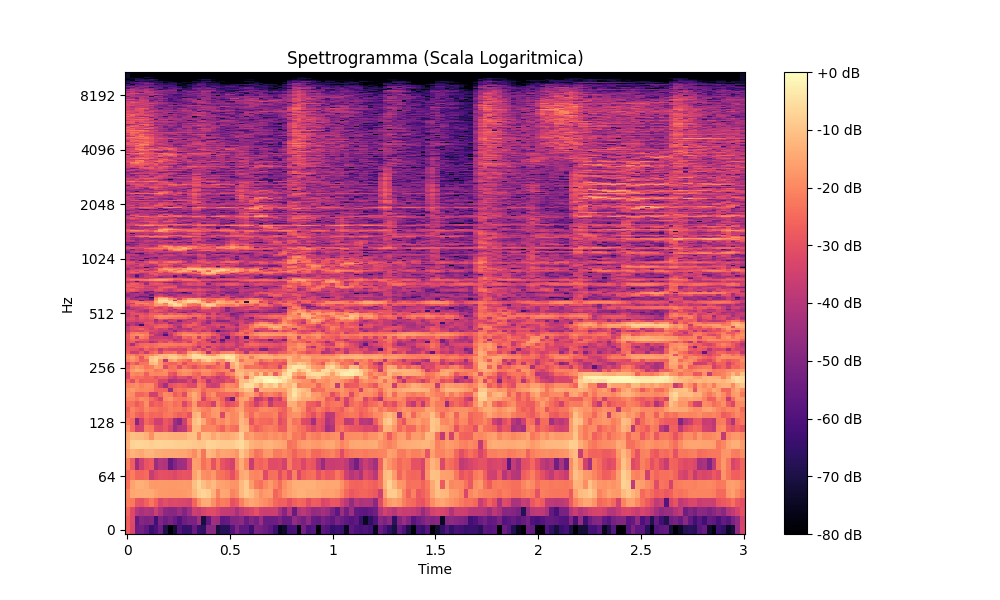 Spettrogramma (Scala Logaritmica)
Hz
8192
4096
2048
1024
512
256
128
64
0
0 0.5 1 1.5 2 2.5 3
Time
+0 dB
-10 dB
-20 dB
-30 dB
-40 dB
-50 dB
-60 dB
-70 dB
-80 dB